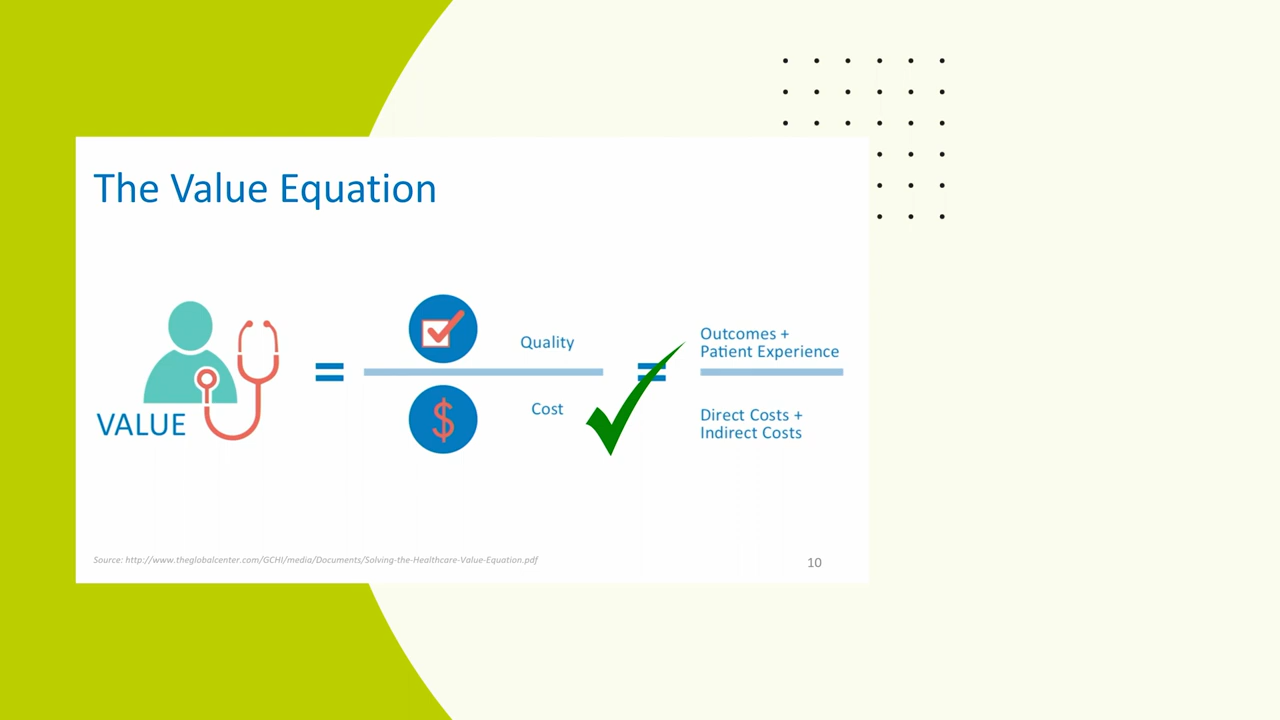 The Value Equation
VALUE
=
$
Quality
Cost
=
Outcomes +
Patient Experience
Direct Costs +
Indirect Costs
Source: http://www.theglobalcenter.com/GCHI/media/Documents/Solving-the-Healthcare-Value-Equation.pdf
10